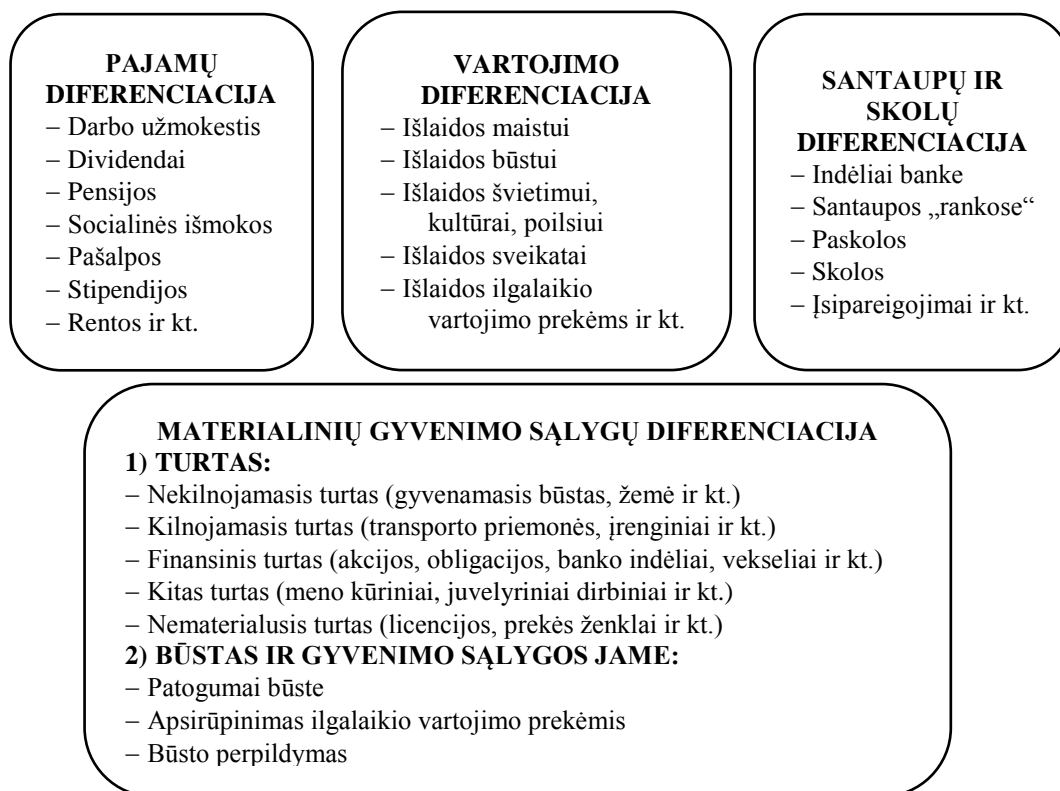 PAJAMŲ
DIFERENCIACIJA
– Darbo užmokestis
– Dividendai
– Pensijos
– Socialinės išmokos
– Pašalpos
– Stipendijos
– Rentos ir kt.
VARTOJIMO
DIFERENCIACIJA
– Išlaidos maistui
– Išlaidos būstui
– Išlaidos švietimui,
kultūrai, poilsiui
– Išlaidos sveikatai
– Išlaidos ilgalaikio
vartojimo prekėms ir kt.
SANTAUPŲ IR
SKOLŲ
DIFERENCIACIJA
– Indėliai banke
– Santaupos „rankose“
– Paskolos
– Skolos
– Įsipareigojimai ir kt.
MATERIALINIŲ GYVENIMO SĄLYGŲ DIFERENCIACIJA
1) TURTAS:
– Nekilnojamasis turtas (gyvenamasis būstas, žemė ir kt.)
– Kilnojamasis turtas (transporto priemonės, įrenginiai ir kt.)
– Finansinis turtas (akcijos, obligacijos, banko indėliai, vekseliai ir kt.)
– Kitas turtas (meno kūriniai, juvelyriniai dirbiniai ir kt.)
– Nematerialusis turtas (licencijos, prekės ženklai ir kt.)
2) BŪSTAS IR GYVENIMO SĄLYGOS JAME:
– Patogumai būste
– Apsirūpinimas ilgalaikio vartojimo prekėmis
– Būsto perpildymas